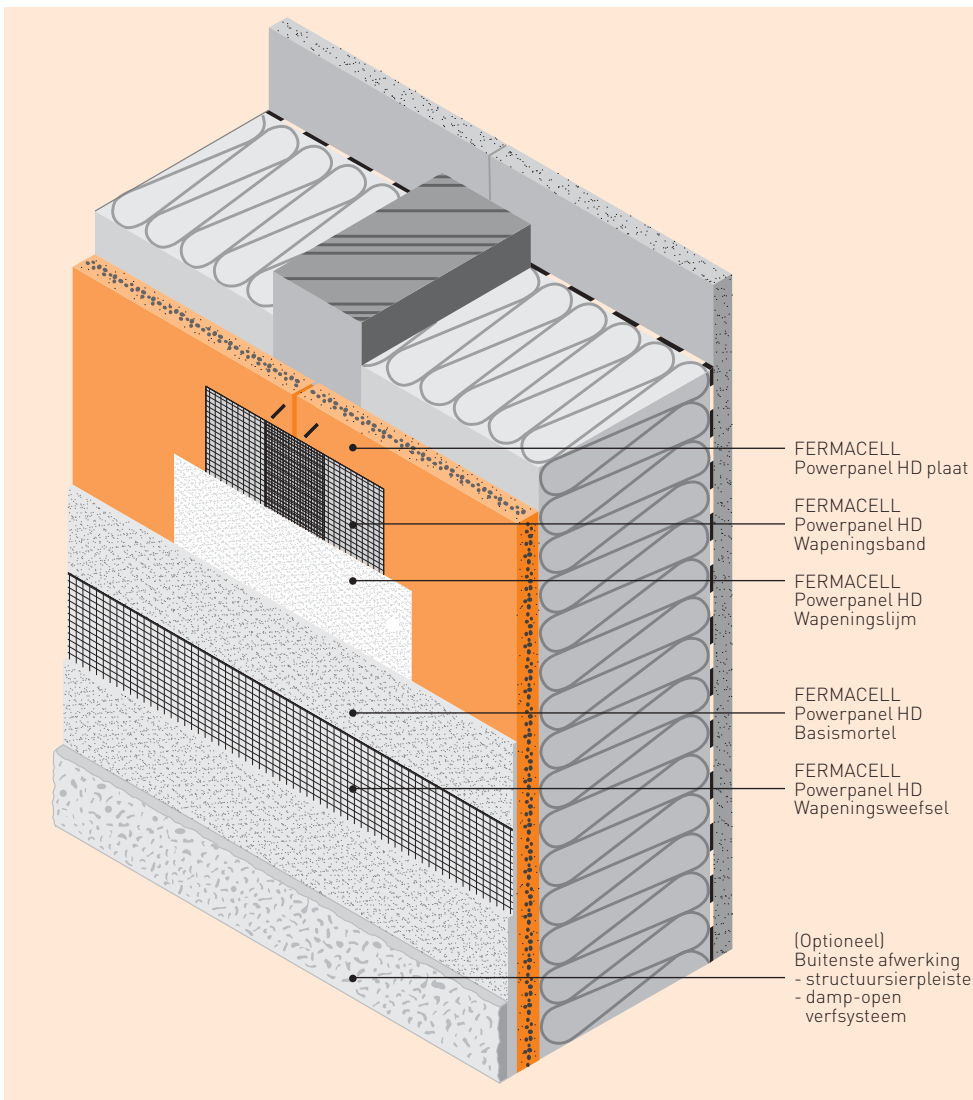 FERMACELL
Powerpanel HD plaat
FERMACELL
Powerpanel HD
Wapeningsband
FERMACELL
Powerpanel HD
Wapeningslijm
FERMACELL
Powerpanel HD
Basismortel
FERMACELL
Powerpanel HD
Wapeningsweefsel
(Optioneel)
Buitenste afwerking
- structuursierpleiste
- damp-open
verfsysteem